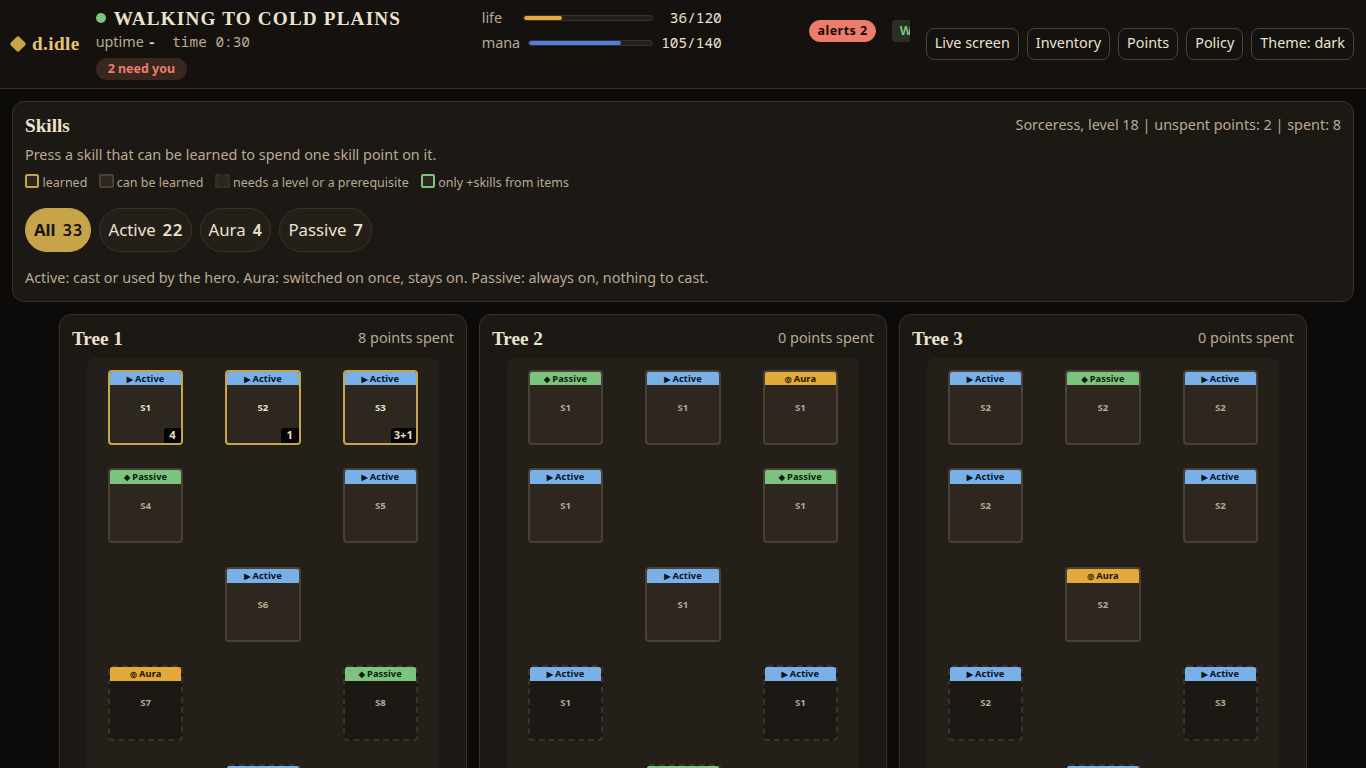 d.idle
WALKING TO COLD PLAINS
uptime - time 0:30
2 need you
life 36/120
mana 105/140
alerts 2
W
Live screen
Inventory
Points
Policy
Theme: dark
Skills
Sorceress, level 18 | unspent points: 2 | spent: 8
Press a skill that can be learned to spend one skill point on it.
learned can be learned needs a level or a prerequisite only +skills from items
All 33
Active 22
Aura 4
Passive 7
Active: cast or used by the hero. Aura: switched on once, stays on. Passive: always on, nothing to cast.
Tree 1
8 points spent
▶ Active
S1
4
▶ Active
S2
1
▶ Active
S3
3+1
◆ Passive
S4
▶ Active
S5
▶ Active
S6
◎ Aura
S7
◆ Passive
S8
Tree 2
0 points spent
◆ Passive
S1
▶ Active
S1
◎ Aura
S1
▶ Active
S1
◆ Passive
S1
▶ Active
S1
▶ Active
S1
▶ Active
S1
Tree 3
0 points spent
▶ Active
S2
◆ Passive
S2
▶ Active
S2
▶ Active
S2
▶ Active
S2
◎ Aura
S2
▶ Active
S2
▶ Active
S3